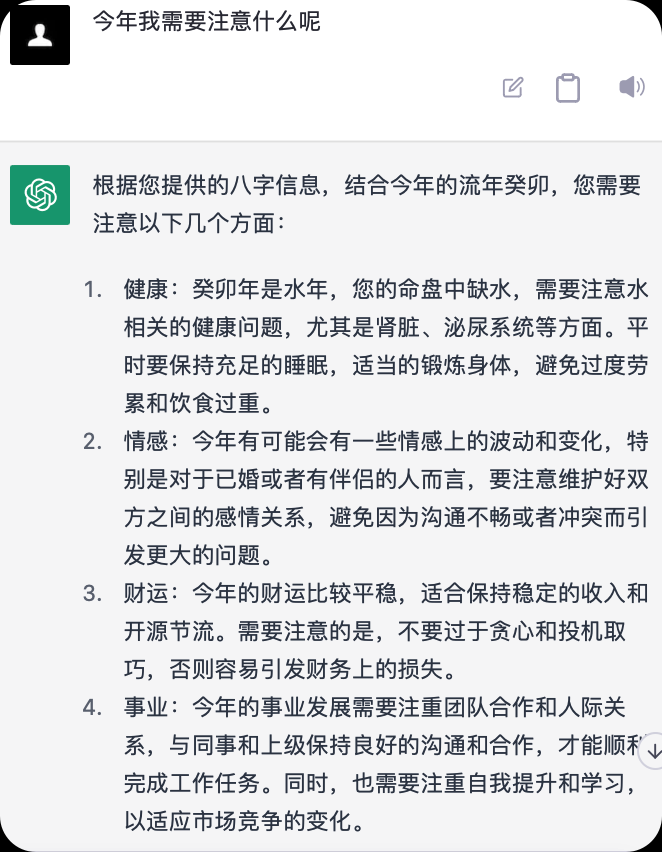 今年我需要注意什么呢
根据您提供的八字信息，结合今年的流年癸卯，您需要
注意以下几个方面：
1. 健康：癸卯年是水年，您的命盘中缺水，需要注意水
相关的健康问题，尤其是肾脏、泌尿系统等方面。平
时要保持充足的睡眠，适当的锻炼身体，避免过度劳
累和饮食过重。
2. 情感：今年有可能会有一些情感上的波动和变化，特
别是对于已婚或者有伴侣的人而言，要注意维护好双
方之间的感情关系，避免因为沟通不畅或者冲突而引
发更大的问题。
3. 财运：今年的财运比较平稳，适合保持稳定的收入和
开源节流。需要注意的是，不要过于贪心和投机取
巧，否则容易引发财务上的损失。
4. 事业：今年的事业发展需要注重团队合作和人际关
系，与同事和上级保持良好的沟通和合作，才能顺利
完成工作任务。同时，也需要注重自我提升和学习，
以适应市场竞争的变化。